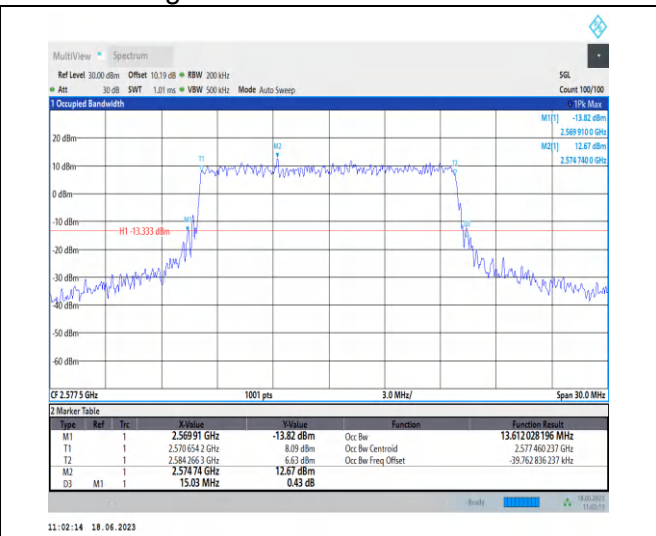 MultiView Spectrum
Ref Level 30.00 dBm Offset 10.19 dB RBW 200 kHz SGL
Att 30 dB SWT 1.01 ms VBW 500 kHz Mode Auto Sweep Count 100/100
1 Occupied Bandwidth 1Pk Max
M1[1] -13.82 dBm
2.569 910 0 GHz
M2[1] 12.67 dBm
2.574 740 0 GHz
20 dBm
M2
T1
T2
10 dBm
0 dBm
-10 dBm
M1
H1 -13.333 dBm
-20 dBm
-30 dBm
-40 dBm
-50 dBm
-60 dBm
CF 2.577 5 GHz 1001 pts 3.0 MHz/ Span 30.0 MHz
2 Marker Table
Type Ref Trc X-Value Y-Value Function Function Result
M1 1 2.569 91 GHz -13.82 dBm Occ Bw 13.612 028 196 MHz
T1 1 2.570 654 2 GHz 8.09 dBm Occ Bw Centroid 2.577 460 237 GHz
T2 1 2.584 266 3 GHz 6.63 dBm Occ Bw Freq Offset -39.762 836 237 kHz
M2 1 2.574 74 GHz 12.67 dBm
D3 M1 1 15.03 MHz 0.43 dB
Ready 18.06.2023
11:02:14 18.06.2023